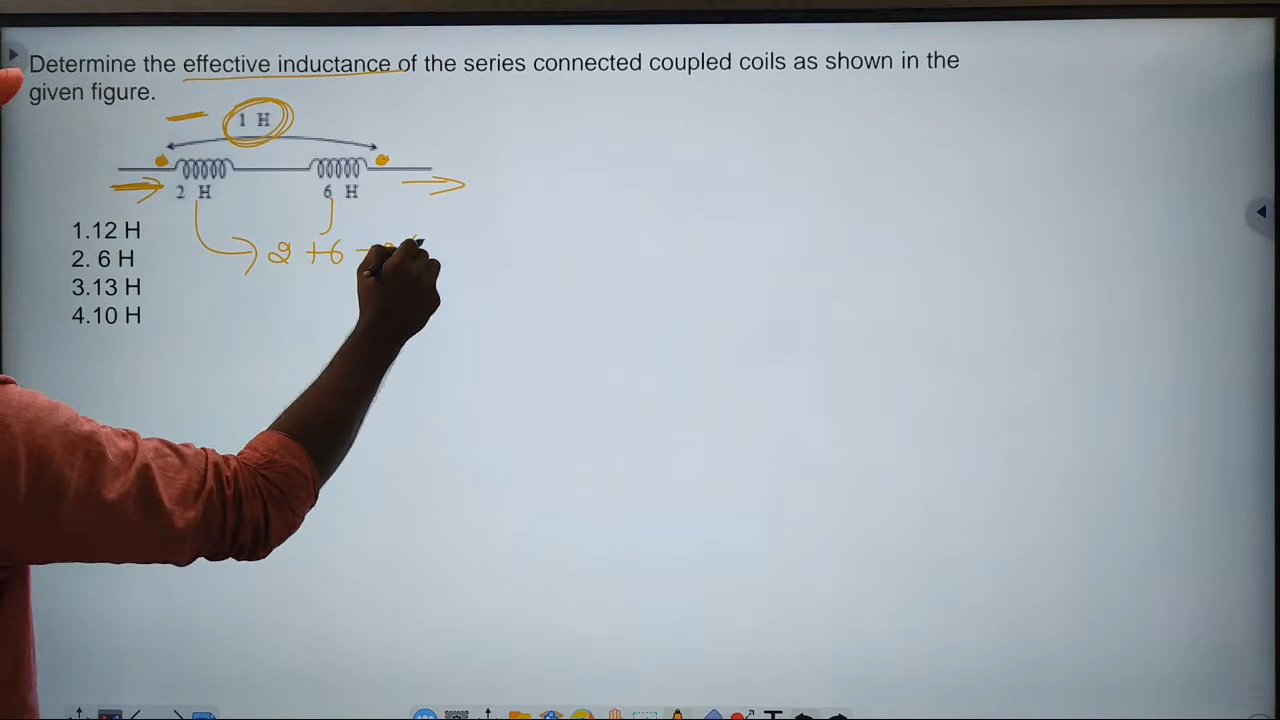 Determine the effective inductance of the series connected coupled coils as shown in the
given figure.
1 H
2 H
6 H
1.12 H
2. 6 H
3.13 H
4.10 H
2 + 6 -